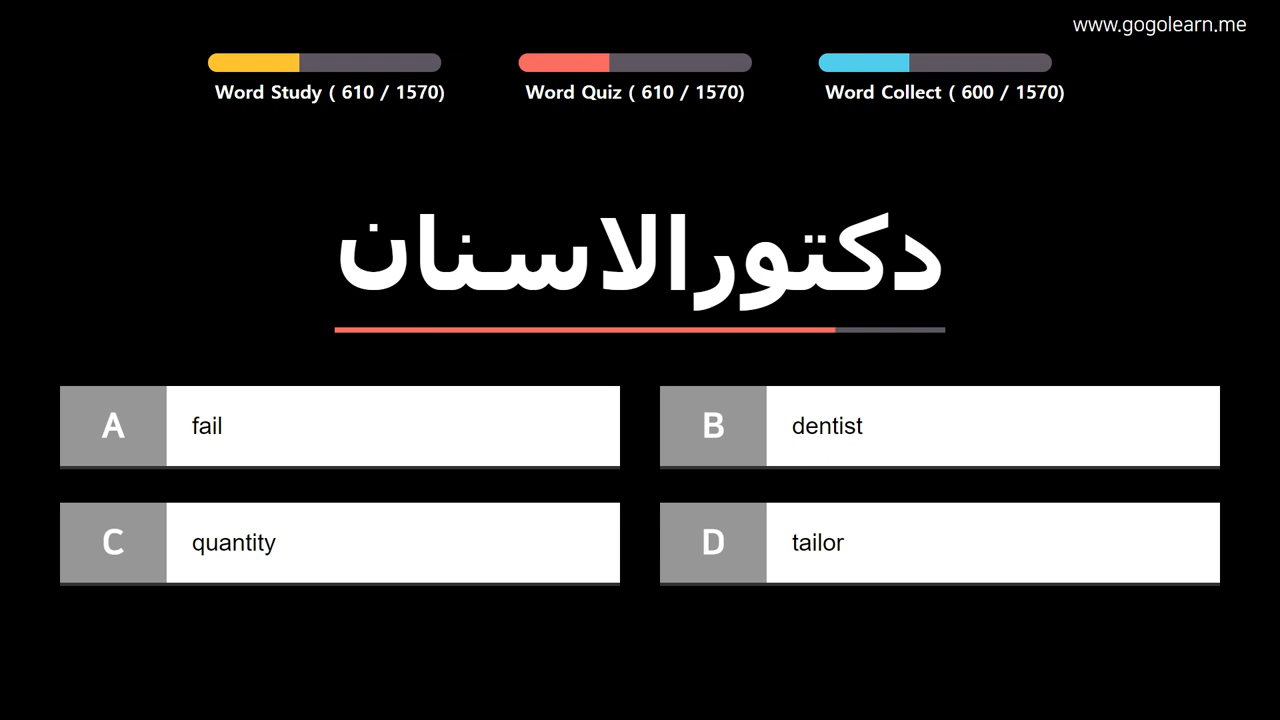 www.gogolearn.me
Word Study ( 610 / 1570)
Word Quiz ( 610 / 1570)
Word Collect ( 600 / 1570)
دكتورالاسنان
A fail
B dentist
C quantity
D tailor